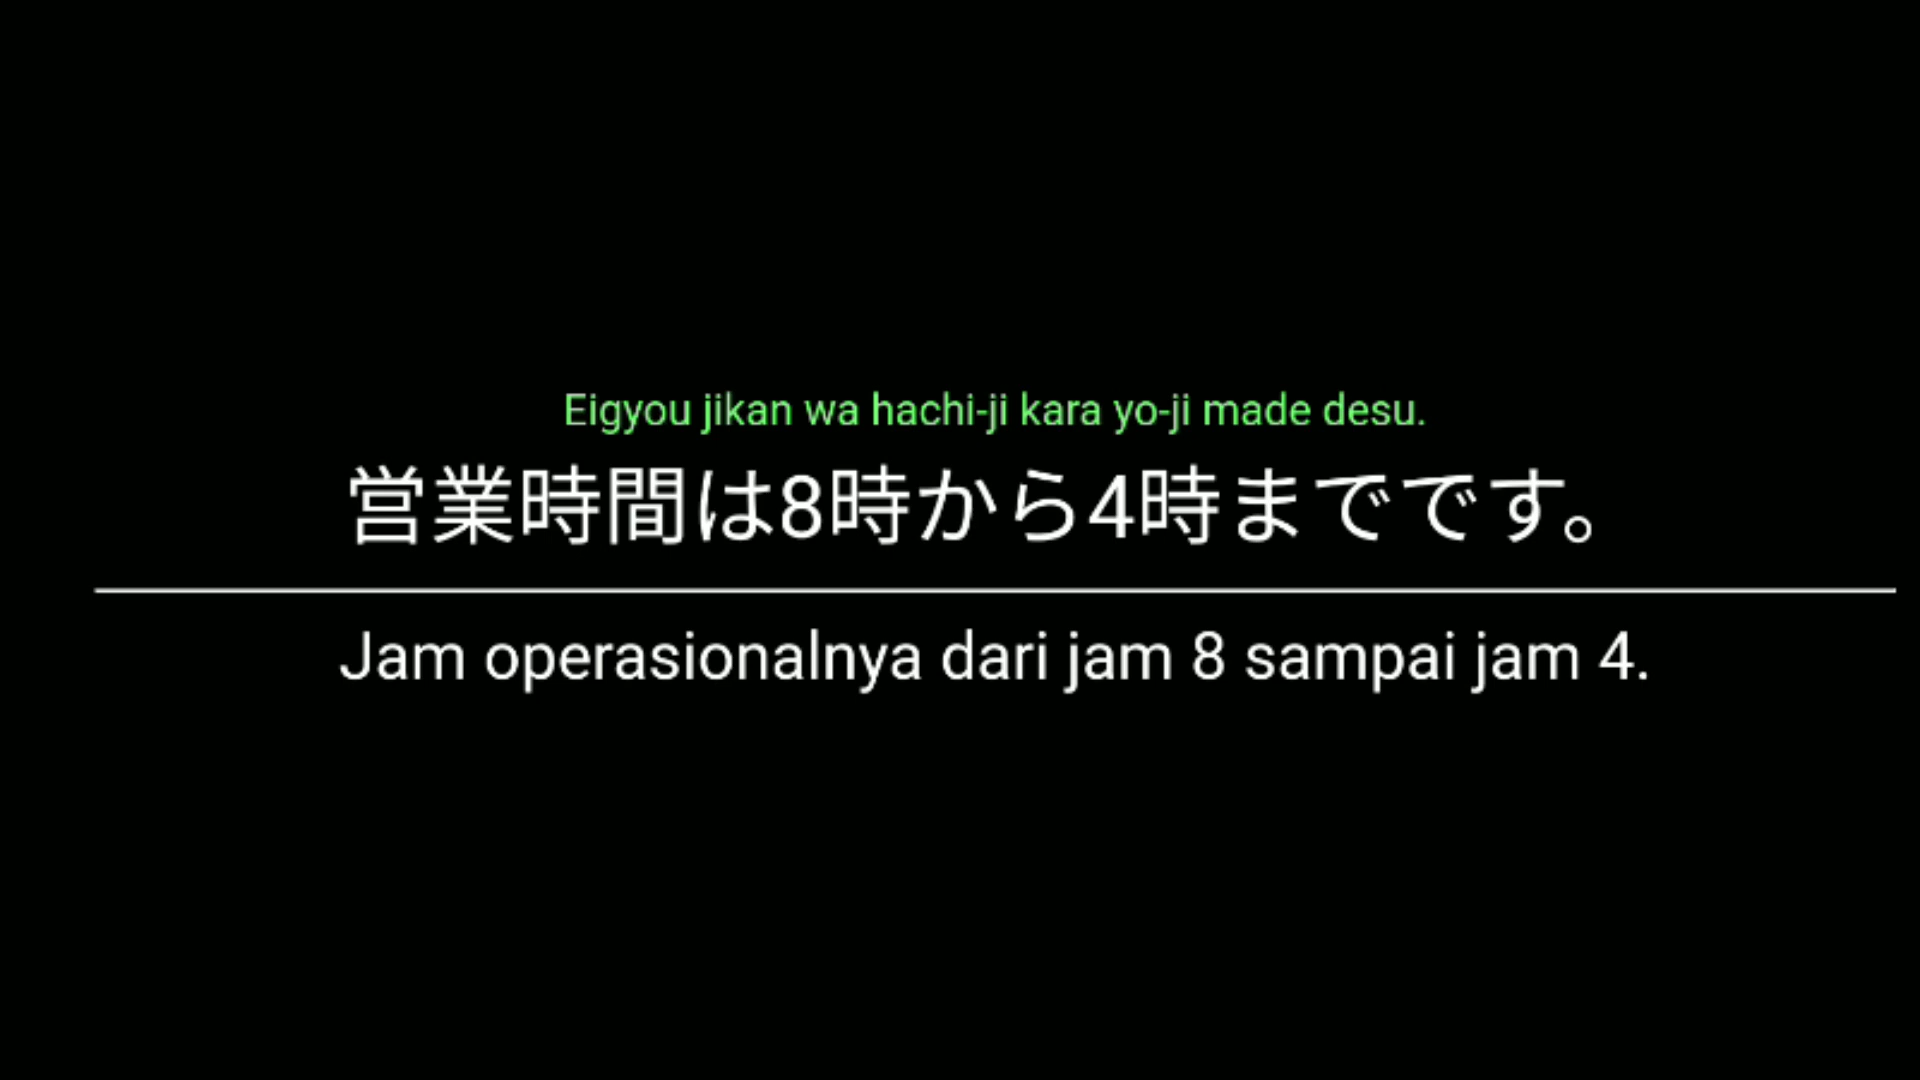 Eigyou jikan wa hachi-ji kara yo-ji made desu.
営業時間は8時から4時までです。
Jam operasionalnya dari jam 8 sampai jam 4.